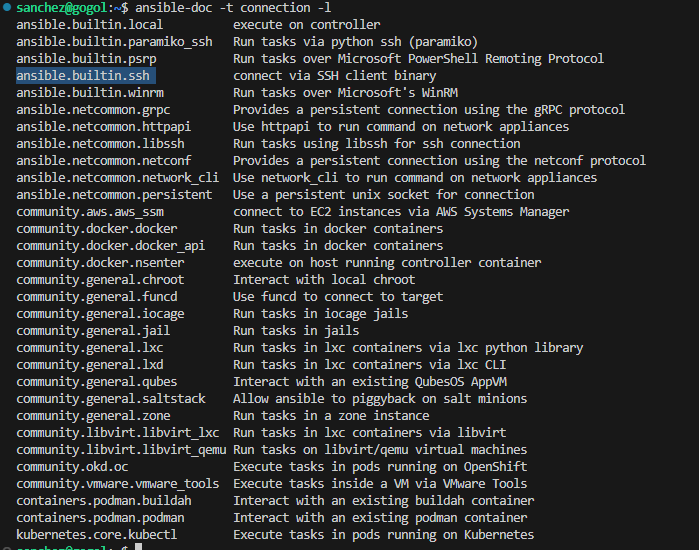 sanchez@gogol:~$ ansible-doc -t connection -l
ansible.builtin.local execute on controller
ansible.builtin.paramiko_ssh Run tasks via python ssh (paramiko)
ansible.builtin.psrp Run tasks over Microsoft PowerShell Remoting Protocol
ansible.builtin.ssh connect via SSH client binary
ansible.builtin.winrm Run tasks over Microsoft's WinRM
ansible.netcommon.grpc Provides a persistent connection using the gRPC protocol
ansible.netcommon.httpapi Use httpapi to run command on network appliances
ansible.netcommon.libssh Run tasks using libssh for ssh connection
ansible.netcommon.netconf Provides a persistent connection using the netconf protocol
ansible.netcommon.network_cli Use network_cli to run command on network appliances
ansible.netcommon.persistent Use a persistent unix socket for connection
community.aws.aws_ssm connect to EC2 instances via AWS Systems Manager
community.docker.docker Run tasks in docker containers
community.docker.docker_api Run tasks in docker containers
community.docker.nsenter execute on host running controller container
community.general.chroot Interact with local chroot
community.general.funcd Use funcd to connect to target
community.general.iocage Run tasks in iocage jails
community.general.jail Run tasks in jails
community.general.lxc Run tasks in lxc containers via lxc python library
community.general.lxd Run tasks in lxc containers via lxc CLI
community.general.qubes Interact with an existing QubesOS AppVM
community.general.saltstack Allow ansible to piggyback on salt minions
community.general.zone Run tasks in a zone instance
community.libvirt.libvirt_lxc Run tasks in lxc containers via libvirt
community.libvirt.libvirt_qemu Run tasks on libvirt/qemu virtual machines
community.okd.oc Execute tasks in pods running on OpenShift
community.vmware.vmware_tools Execute tasks inside a VM via VMware Tools
containers.podman.buildah Interact with an existing buildah container
containers.podman.podman Interact with an existing podman container
kubernetes.core.kubectl Execute tasks in pods running on Kubernetes
sanchez@gogol:~$